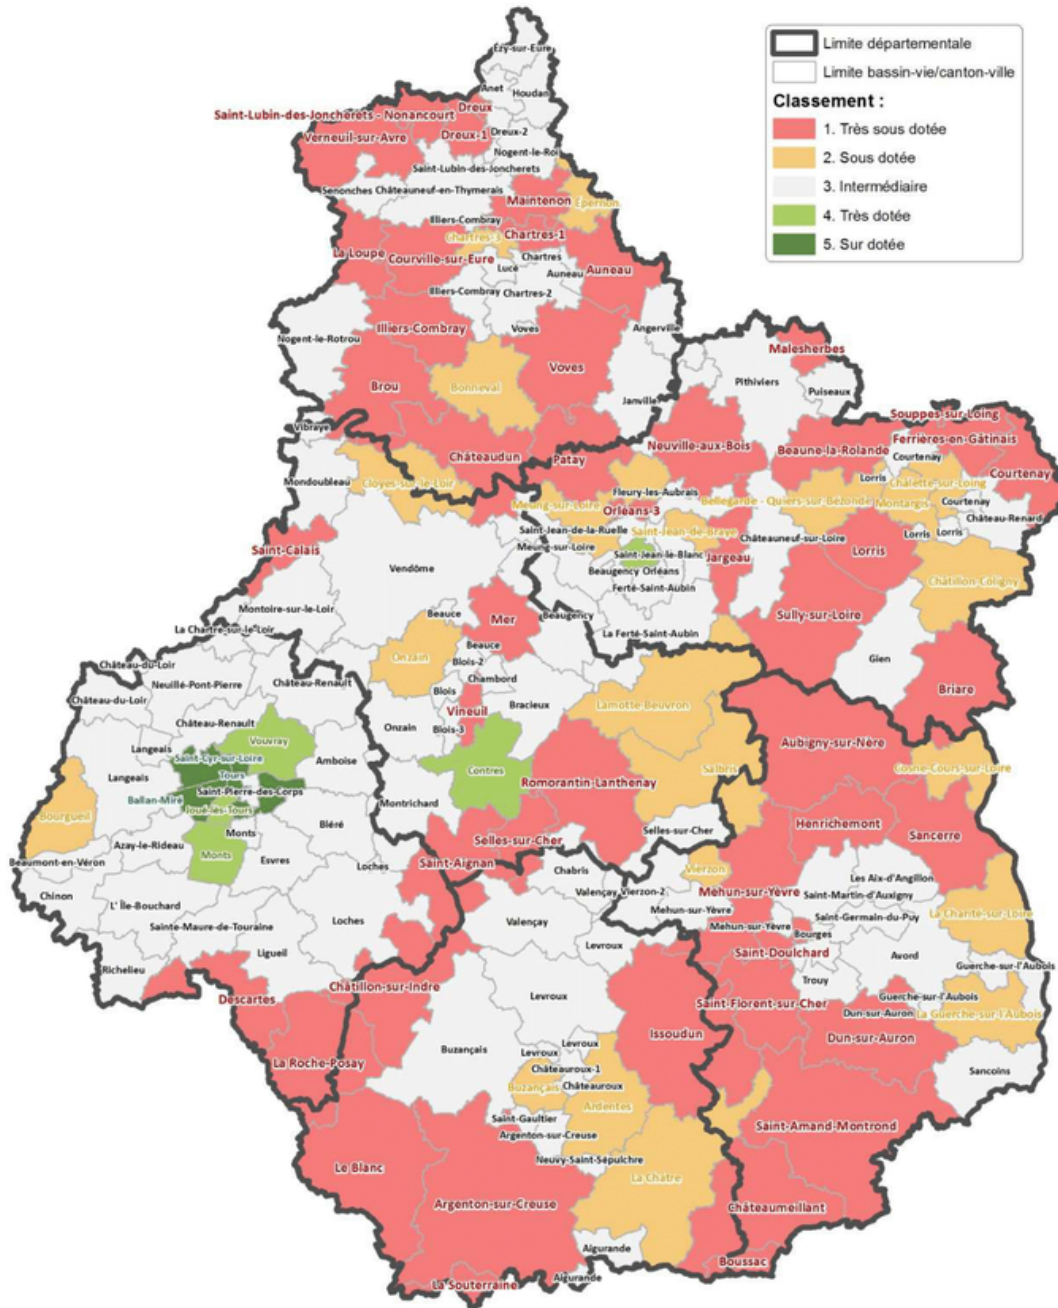 Limite départementale
Limite bassin-vie/canton-ville
Classement :
1. Très sous dotée
2. Sous dotée
3. Intermédiaire
4. Très dotée
5. Sur dotée
Ézy-sur-Eure
Anet
Houdan
Saint-Lubin-des-Joncherets - Nonancourt
Dreux
Verneuil-sur-Avre
Dreux-1
Dreux-2
Nogent-le-Roi
Saint-Lubin-des-Joncherets
Senonches
Châteauneuf-en-Thymerais
Maintenon
Épernon
Illiers-Combray
Chartres-3
Chartres-1
La Loupe
Courville-sur-Eure
Chartres
Lucé
Auneau
Auneau
Illiers-Combray
Chartres-2
Illiers-Combray
Voves
Angerville
Nogent-le-Rotrou
Voves
Malesherbes
Brou
Bonneval
Pithiviers
Puiseaux
Janville
Souppes-sur-Loing
Vibraye
Châteaudun
Patay
Neuville-aux-Bois
Beaune-la-Rolande
Ferrières-en-Gâtinais
Courtenay
Courtenay
Mondoubleau
Cloyes-sur-le-Loir
Fleury-les-Aubrais
Lorris
Châlette-sur-Loing
Meung-sur-Loire
Orléans-3
Bellegarde - Quiers-sur-Bézonde
Montargis
Courtenay
Château-Renard
Saint-Jean-de-la-Ruelle
Saint-Jean-de-Braye
Châteauneuf-sur-Loire
Lorris
Lorris
Saint-Calais
Meung-sur-Loire
Saint-Jean-le-Blanc
Jargeau
Lorris
Vendôme
Beaugency
Orléans
Châtillon-Coligny
Ferté-Saint-Aubin
Montoire-sur-le-Loir
Beauce
Mer
Beaugency
Sully-sur-Loire
La Chartre-sur-le-Loir
La Ferté-Saint-Aubin
Beauce
Gien
Onzain
Blois-2
Château-du-Loir
Neuillé-Pont-Pierre
Château-Renault
Chambord
Briare
Château-du-Loir
Blois
Bracieux
Lamotte-Beuvron
Château-Renault
Vineuil
Onzain
Blois-3
Vouvray
Langeais
Aubigny-sur-Nère
Saint-Cyr-sur-Loire
Amboise
Contres
Salbris
Cosne-Cours-sur-Loire
Langeais
Tours
Romorantin-Lanthenay
Saint-Pierre-des-Corps
Ballan-Miré
Montrichard
Bourgueil
Joué-lès-Tours
Henrichemont
Monts
Bléré
Selles-sur-Cher
Selles-sur-Cher
Sancerre
Azay-le-Rideau
Monts
Esvres
Loches
Saint-Aignan
Beaumont-en-Véron
Chabris
Vierzon
Les Aix-d'Angillon
Chinon
Valençay
Vierzon-2
Mehun-sur-Yèvre
Saint-Martin-d'Auxigny
L' Île-Bouchard
Mehun-sur-Yèvre
La Charité-sur-Loire
Sainte-Maure-de-Touraine
Loches
Valençay
Mehun-sur-Yèvre
Saint-Germain-du-Puy
Bourges
Levroux
Ligueil
Saint-Doulchard
Avord
Richelieu
Guerche-sur-l'Aubois
Trouy
Châtillon-sur-Indre
Levroux
Descartes
Saint-Florent-sur-Cher
Guerche-sur-l'Aubois
Dun-sur-Auron
La Guerche-sur-l'Aubois
Issoudun
Dun-sur-Auron
Buzançais
Levroux
Levroux
La Roche-Posay
Châteauroux-1
Sancoins
Buzançais
Châteauroux
Ardentes
Saint-Gaultier
Saint-Amand-Montrond
Argenton-sur-Creuse
Le Blanc
Neuvy-Saint-Sépulchre
La Chatre
Argenton-sur-Creuse
Châteaumeillant
Aigurande
Boussac
Aigurande
La Souterraine